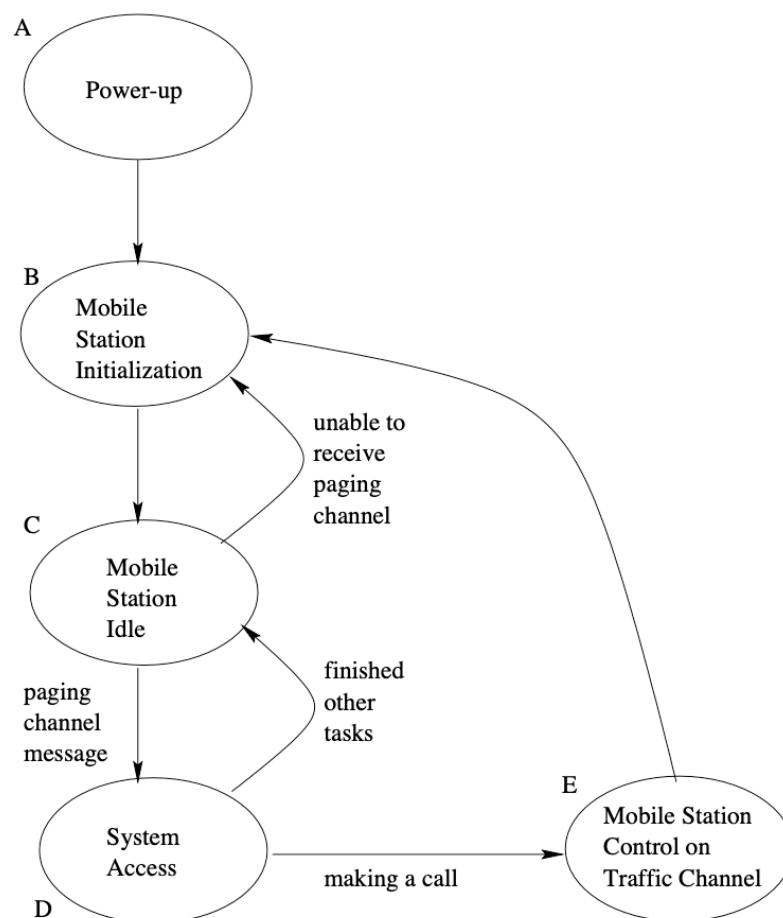 A
Power-up
B
Mobile
Station
Initialization
unable to
receive
paging
channel
C
Mobile
Station
Idle
paging
channel
message
finished
other
tasks
D
System
Access
making a call
E
Mobile Station
Control on
Traffic Channel